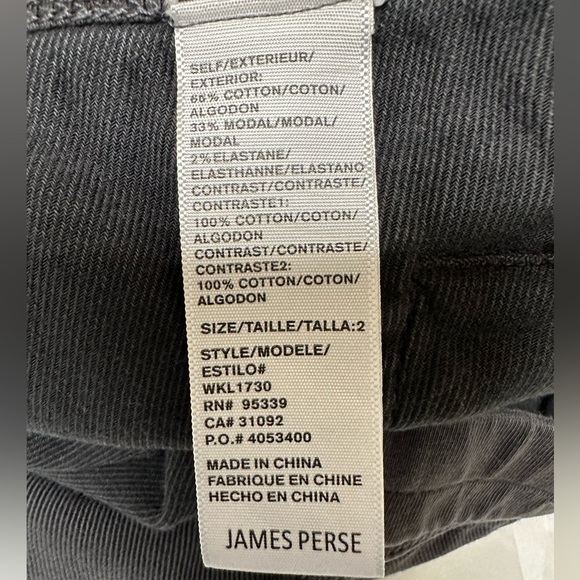 SELF/EXTERIEUR/
EXTERIOR:
66% COTTON/COTON/
ALGODON
33% MODAL/MODAL/
MODAL
2% ELASTANE/
ELASTHANNE/ELASTANO
CONTRAST/CONTRASTE/
CONTRASTE1:
100% COTTON/COTON/
ALGODON
CONTRAST/CONTRASTE/
CONTRASTE2:
100% COTTON/COTON/
ALGODON
SIZE/TAILLE/TALLA:2
STYLE/MODELE/
ESTILO#
WKL1730
RN# 95339
CA# 31092
P.O.# 4053400
MADE IN CHINA
FABRIQUE EN CHINE
HECHO EN CHINA
JAMES PERSE